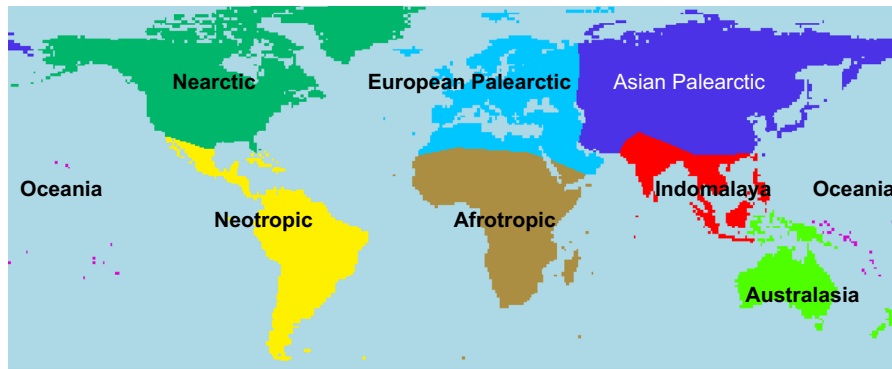 Nearctic
European Palearctic
Asian Palearctic
Oceania
Indomalaya
Oceania
Neotropic
Afrotropic
Australasia